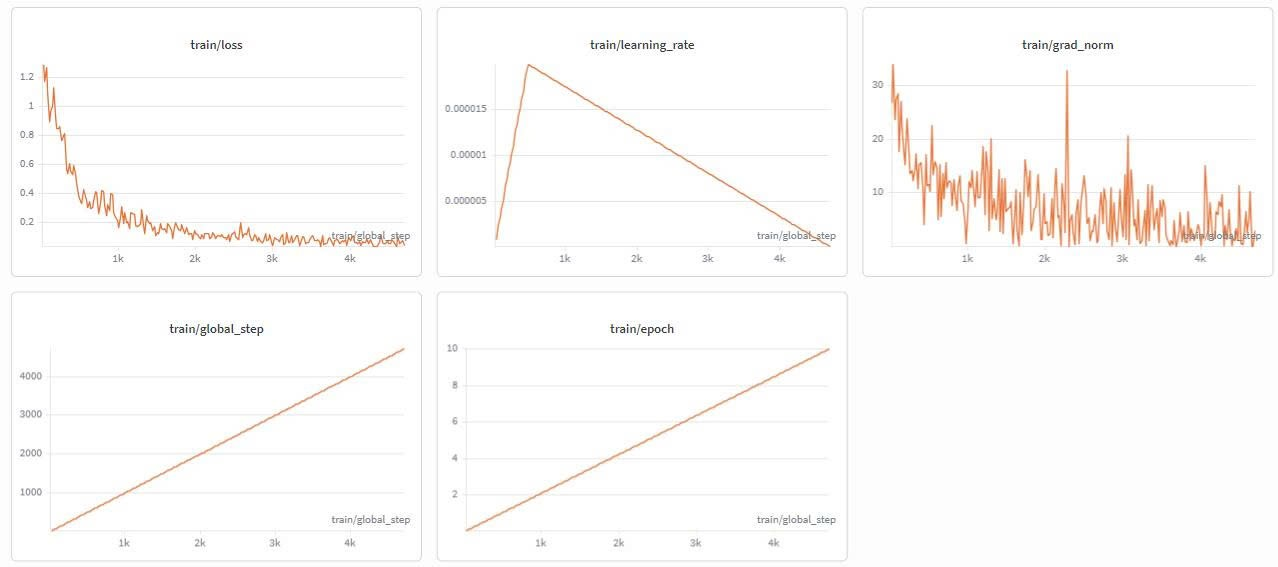 train/loss
1.2
1
0.8
0.6
0.4
0.2
train/global_step
1k
2k
3k
4k
train/learning_rate
0.000015
0.00001
0.000005
train/global_step
1k
2k
3k
4k
train/grad_norm
30
20
10
train/global_step
1k
2k
3k
4k
train/global_step
4000
3000
2000
1000
train/global_step
1k
2k
3k
4k
train/epoch
10
8
6
4
2
train/global_step
1k
2k
3k
4k